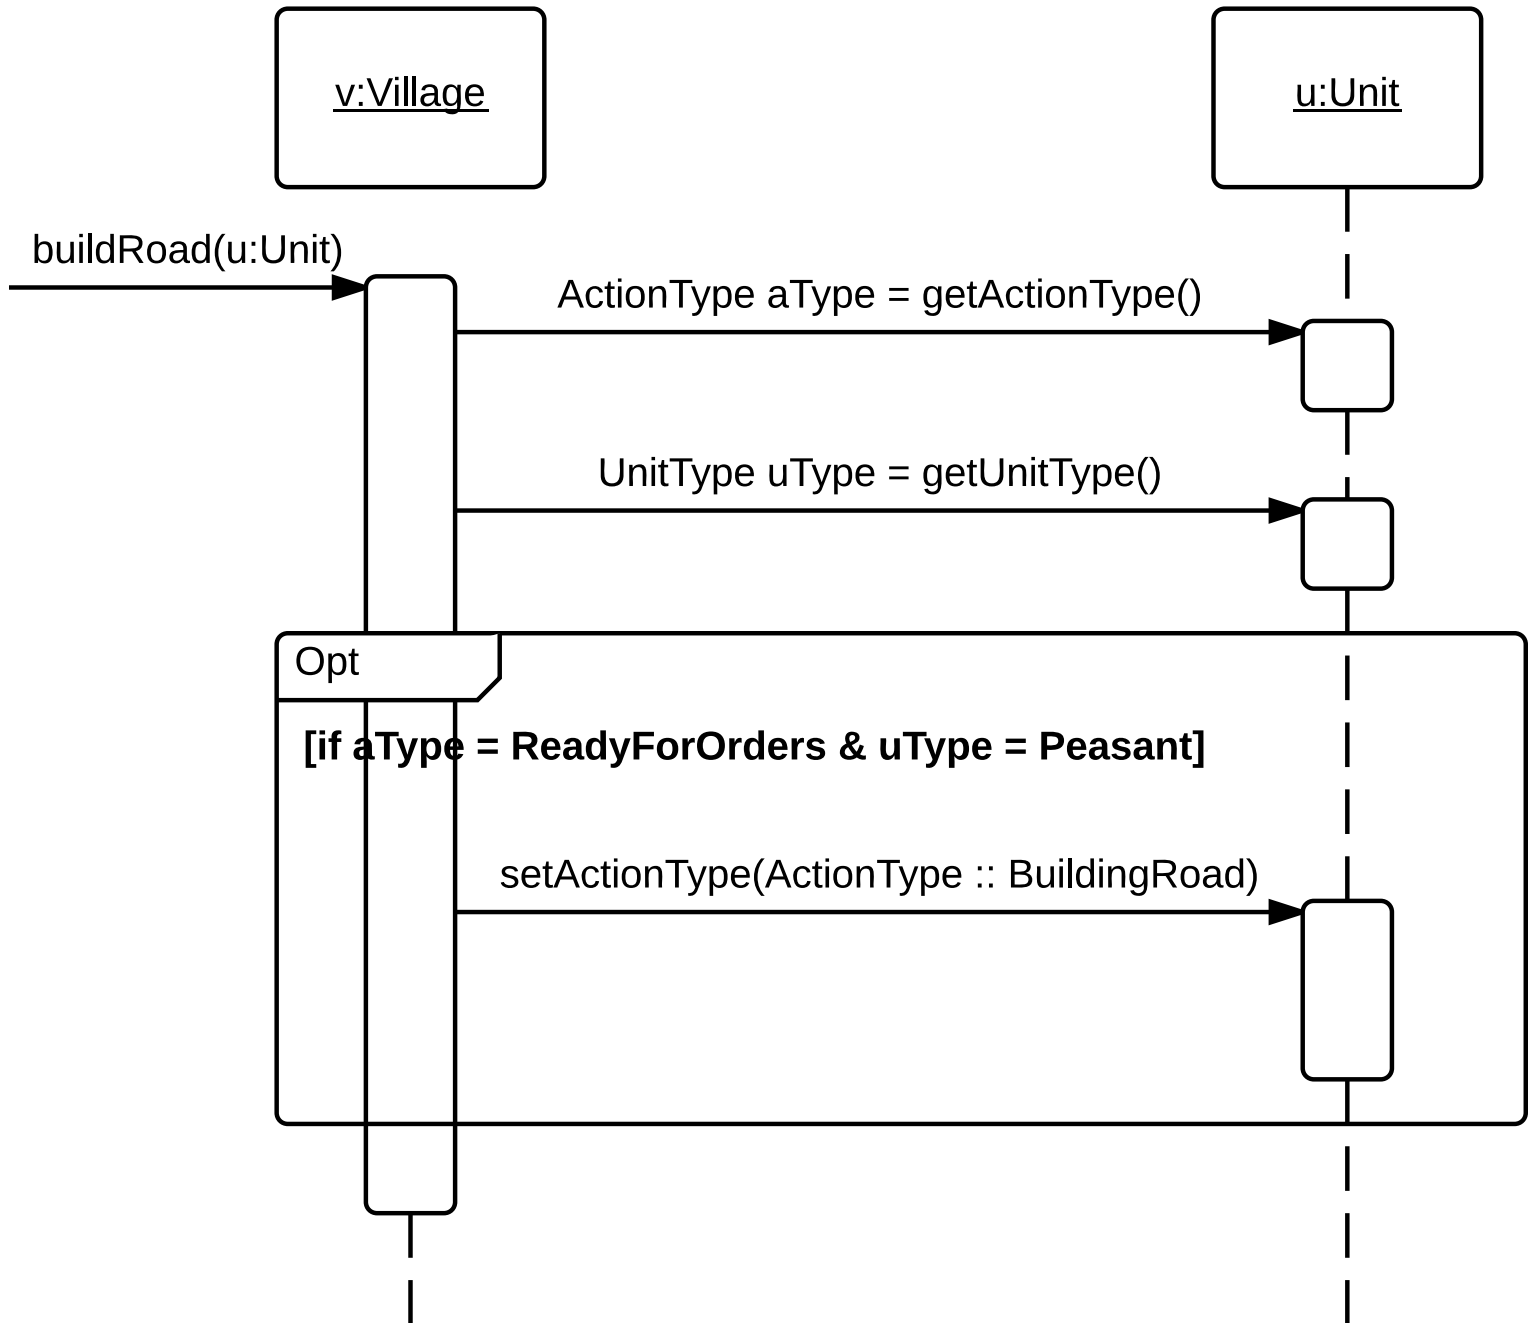 v:Village
u:Unit
buildRoad(u:Unit)
ActionType aType = getActionType()
UnitType uType = getUnitType()
Opt
[if aType = ReadyForOrders & uType = Peasant]
setActionType(ActionType :: BuildingRoad)